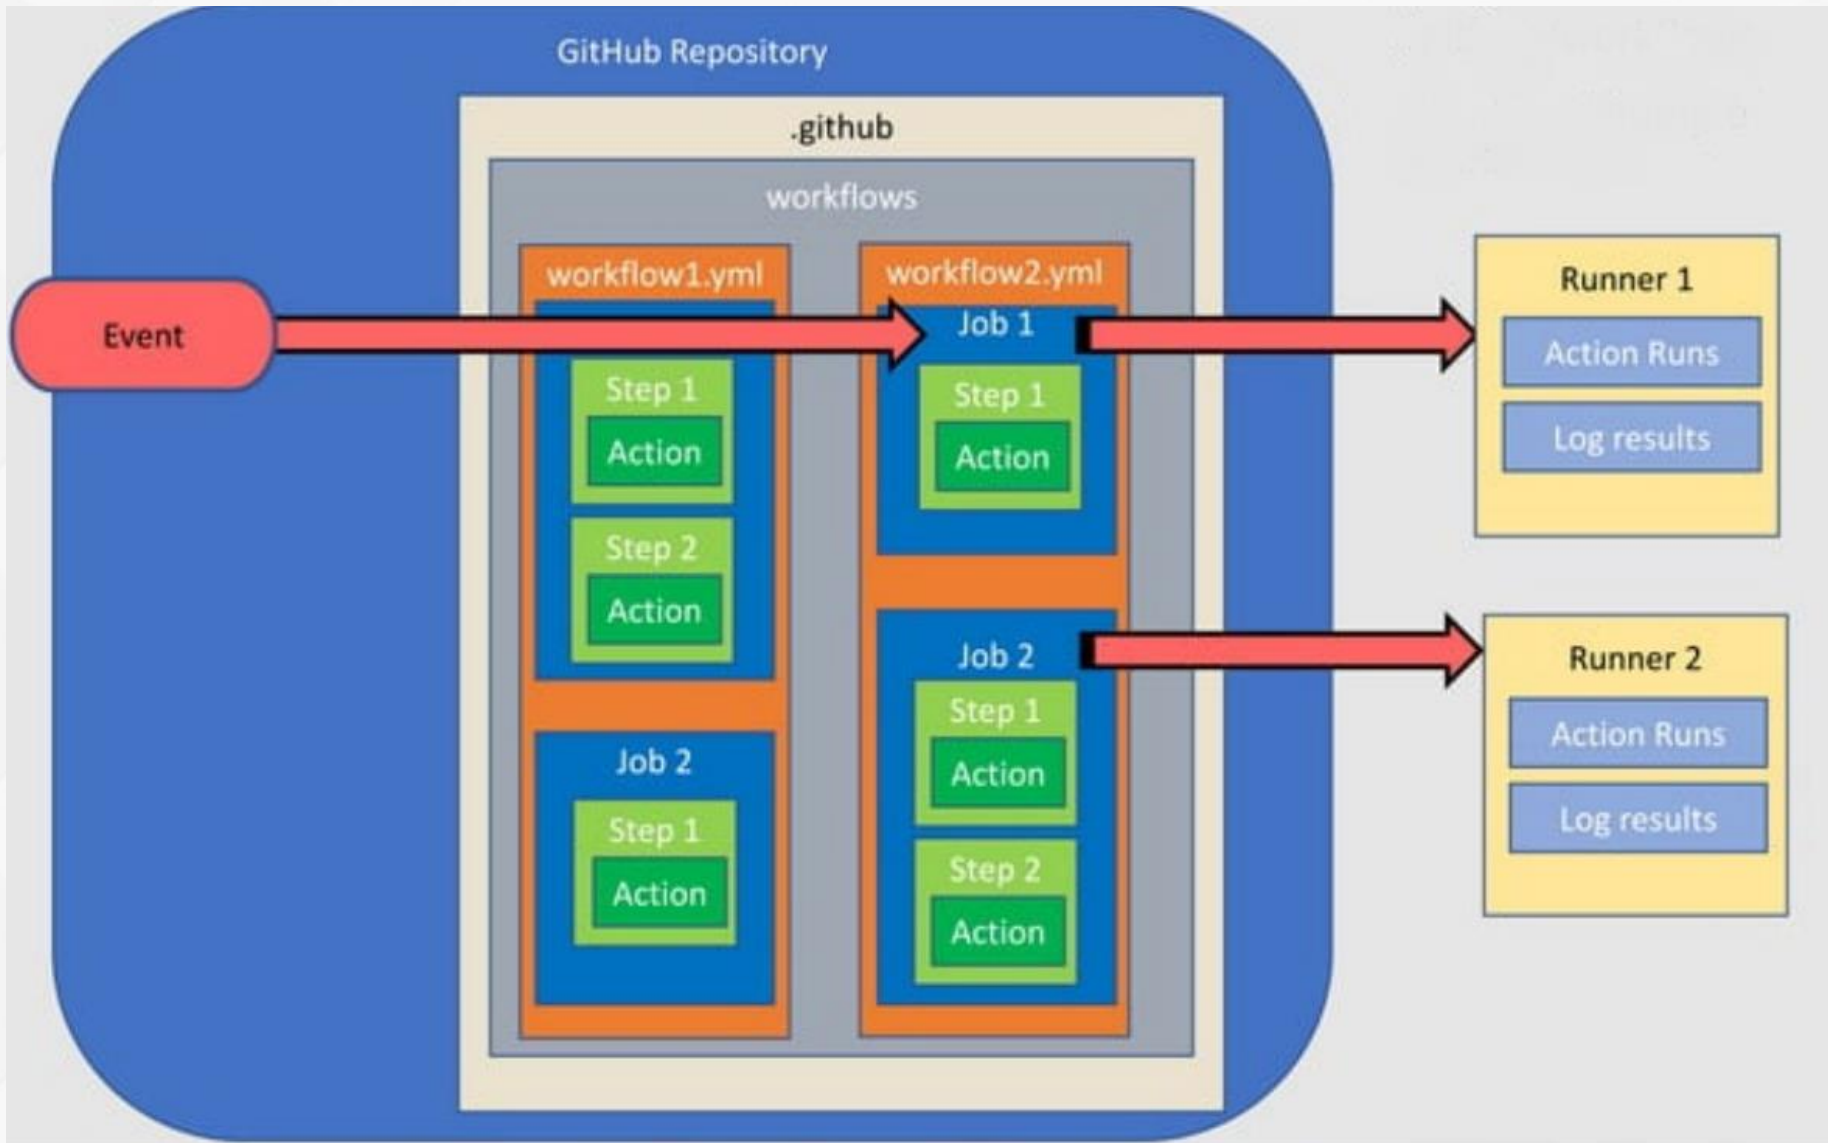 GitHub Repository
.github
workflows
Event
workflow1.yml
Step 1
Action
Step 2
Action
Job 2
Step 1
Action
workflow2.yml
Job 1
Step 1
Action
Job 2
Step 1
Action
Step 2
Action
Runner 1
Action Runs
Log results
Runner 2
Action Runs
Log results